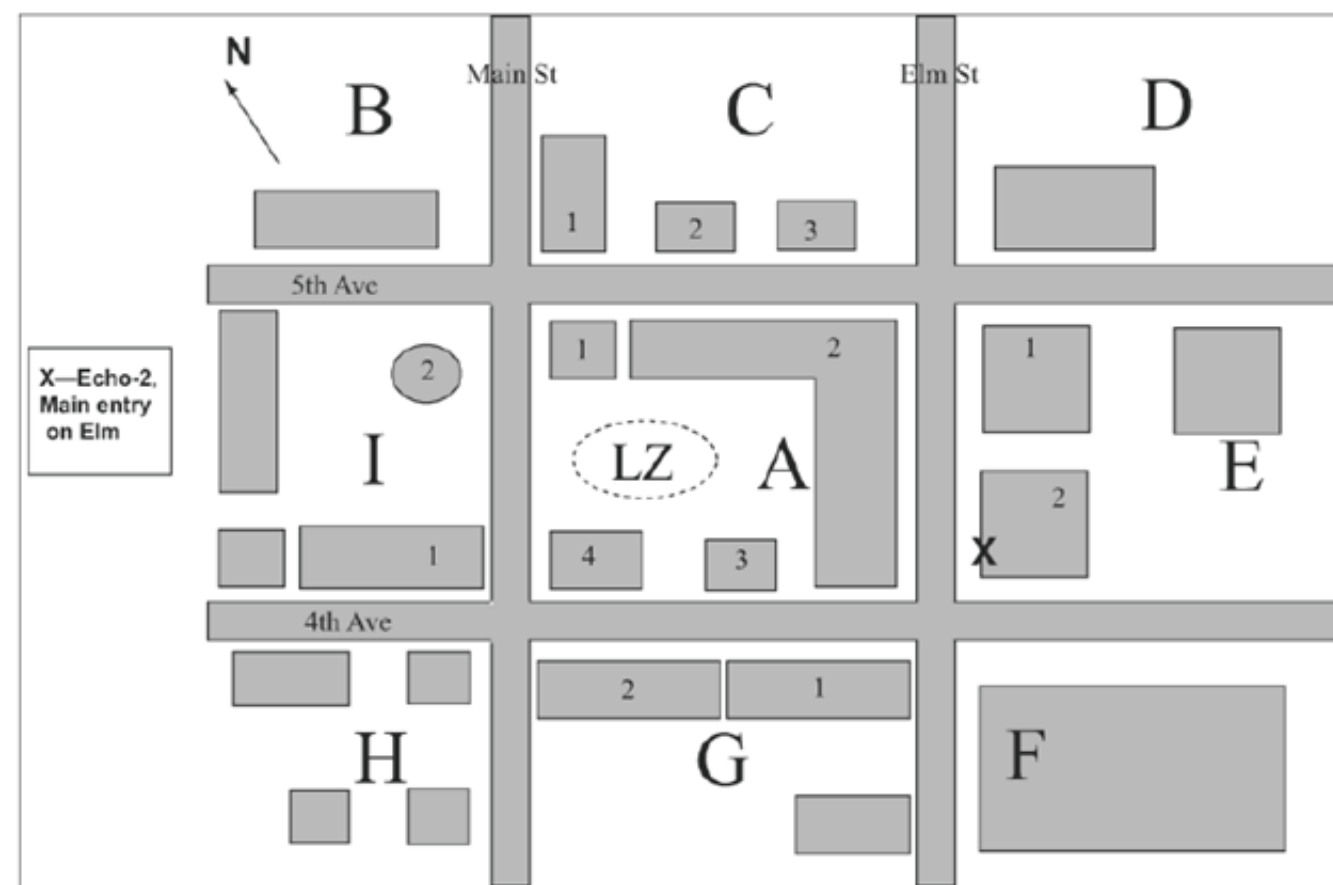 N
B
Main St
C
Elm St
D
1
2
3
5th Ave
X—Echo-2,
Main entry
on Elm
2
I
1
1
2
LZ
A
4
3
1
2
X
E
4th Ave
H
2
1
G
F